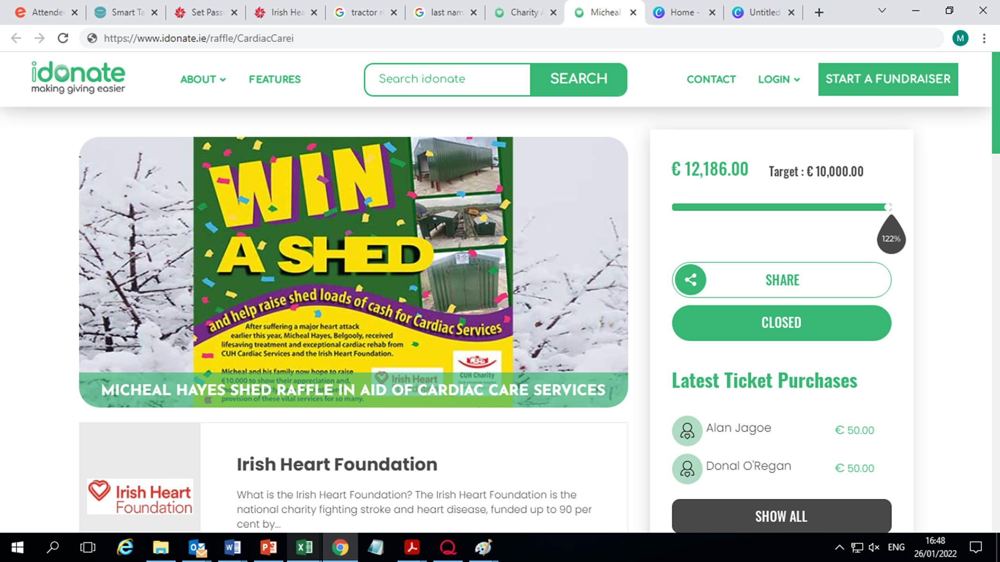 Attende
Smart Ta
Set Pass
Irish Hea
tractor r
last nam
Charity A
Micheal
Home -
Untitled
https://www.idonate.ie/raffle/CardiacCarei
M
idonate
making giving easier
ABOUT
FEATURES
Search idonate
SEARCH
CONTACT
LOGIN
START A FUNDRAISER
WIN
A SHED
and help raise shed loads of cash for Cardiac Services
After suffering a major heart attack
earlier this year, Micheal Hayes, Belgooly, received
lifesaving treatment and exceptional cardiac rehab from
CUH Cardiac Services and the Irish Heart Foundation.
Micheal and his family now hope to raise
€10,000 to show their appreciation and,
provision of these vital services for so many.
Irish Heart
CUH Charity
MICHEAL HAYES SHED RAFFLE IN AID OF CARDIAC CARE SERVICES
€ 12,186.00
Target : € 10,000.00
122%
SHARE
CLOSED
Latest Ticket Purchases
Alan Jagoe
€ 50.00
Donal O'Regan
€ 50.00
SHOW ALL
Irish Heart
Foundation
Irish Heart Foundation
What is the Irish Heart Foundation? The Irish Heart Foundation is the
national charity fighting stroke and heart disease, funded up to 90 per
cent by...
ENG
16:48
26/01/2022